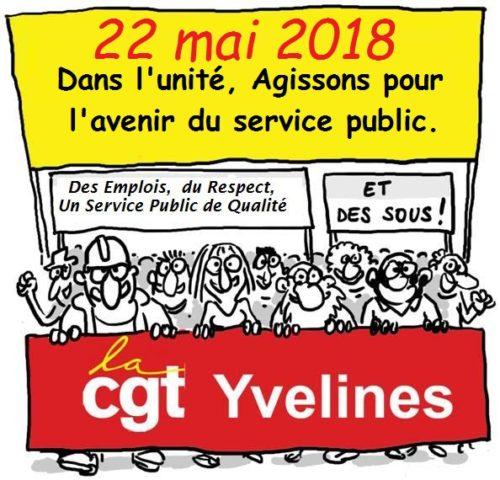 22 mai 2018
Dans l'unité, Agissons pour
l'avenir du service public.
Des Emplois, du Respect,
Un Service Public de Qualité
ET
DES SOUS!
la
cgt Yvelines